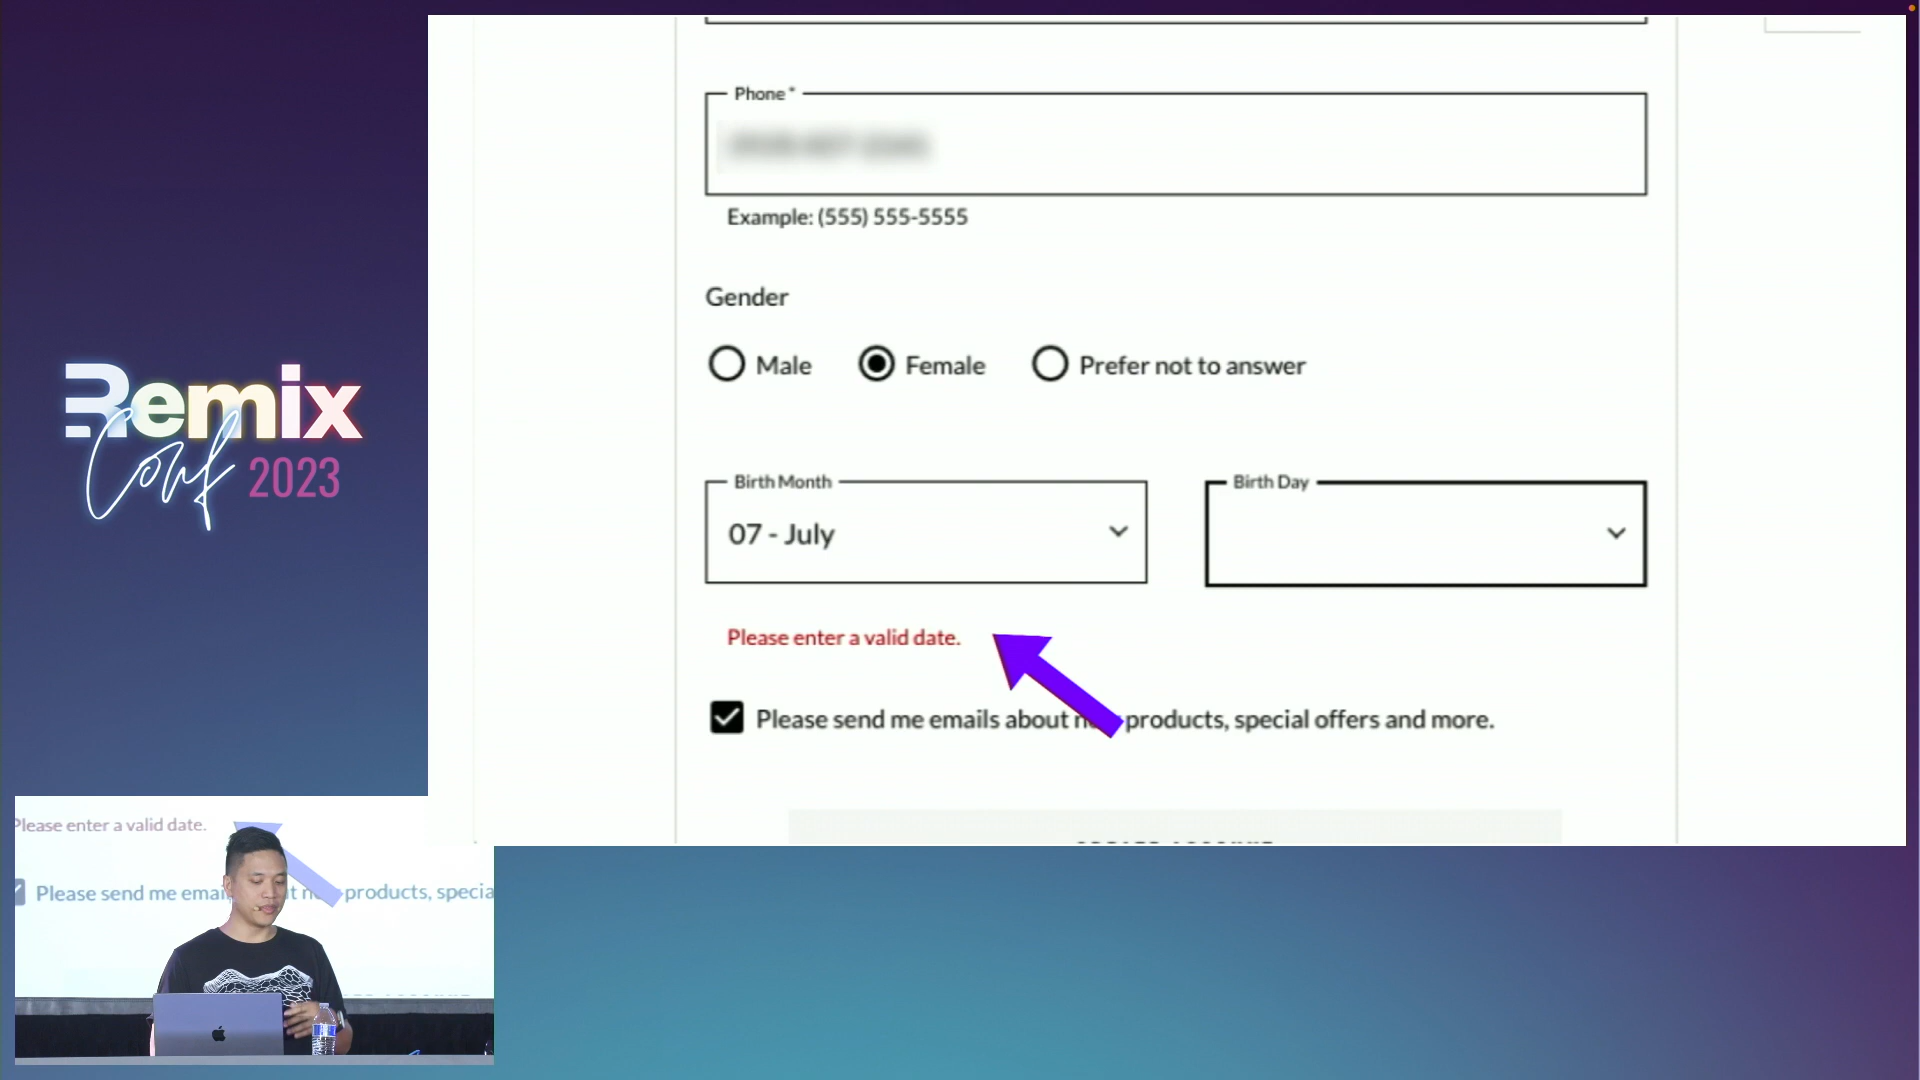 Phone *
Example: (555) 555-5555
Gender
Male Female Prefer not to answer
Birth Month Birth Day
07 - July
Please enter a valid date.
Please send me emails about products, special offers and more.
Remix
Conf 2023
Please enter a valid date.
Please send me products,